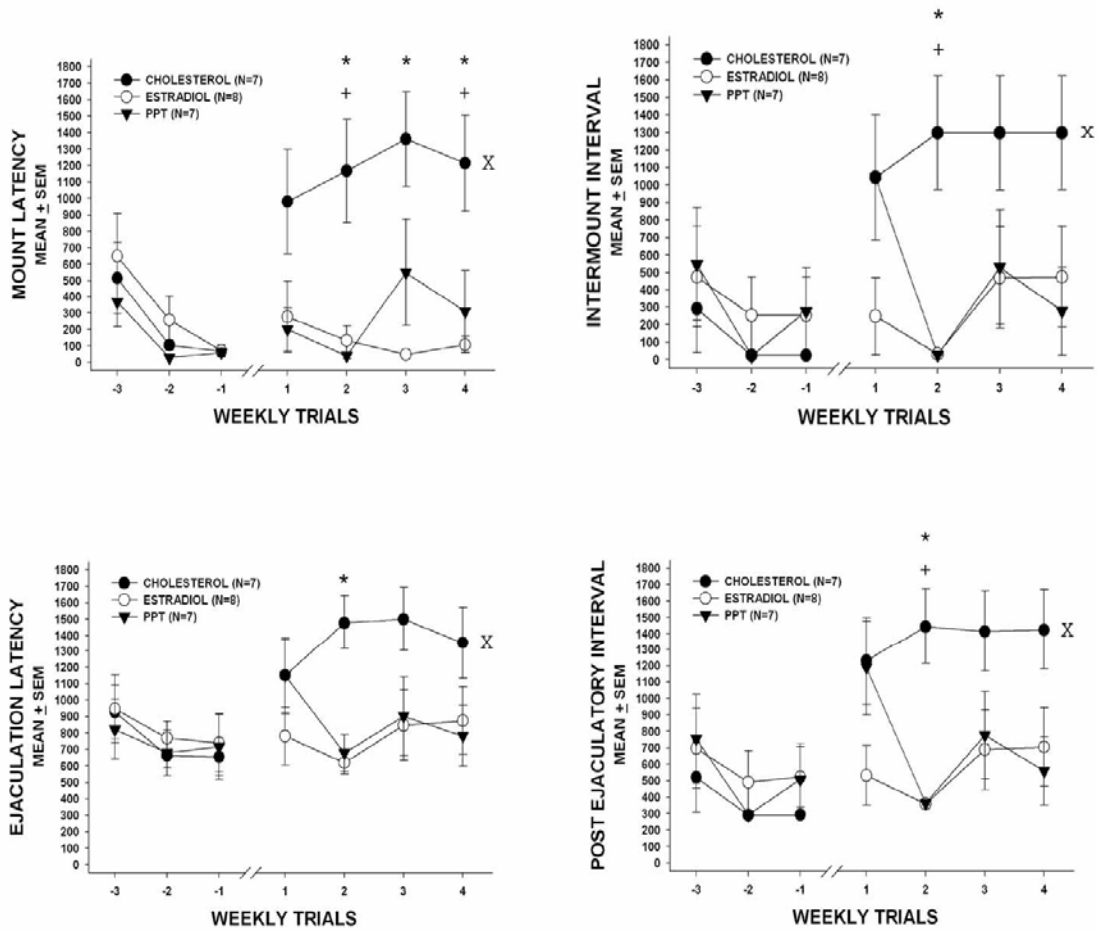 MOUNT LATENCY
MEAN ± SEM
1800
1700
1600
1500
1400
1300
1200
1100
1000
900
800
700
600
500
400
300
200
100
0
CHOLESTEROL (N=7)
ESTRADIOL (N=8)
PPT (N=7)
* * *
+ +
X
-3 -2 -1 1 2 3 4
WEEKLY TRIALS
INTERMOUNT INTERVAL
MEAN ± SEM
1800
1700
1600
1500
1400
1300
1200
1100
1000
900
800
700
600
500
400
300
200
100
0
CHOLESTEROL (N=7)
ESTRADIOL (N=8)
PPT (N=7)
*
+
X
-3 -2 -1 1 2 3 4
WEEKLY TRIALS
EJACULATION LATENCY
MEAN ± SEM
1800
1700
1600
1500
1400
1300
1200
1100
1000
900
800
700
600
500
400
300
200
100
0
CHOLESTEROL (N=7)
ESTRADIOL (N=8)
PPT (N=7)
*
X
-3 -2 -1 1 2 3 4
WEEKLY TRIALS
POST EJACULATORY INTERVAL
MEAN ± SEM
1800
1700
1600
1500
1400
1300
1200
1100
1000
900
800
700
600
500
400
300
200
100
0
CHOLESTEROL (N=7)
ESTRADIOL (N=8)
PPT (N=7)
*
+
X
-3 -2 -1 1 2 3 4
WEEKLY TRIALS